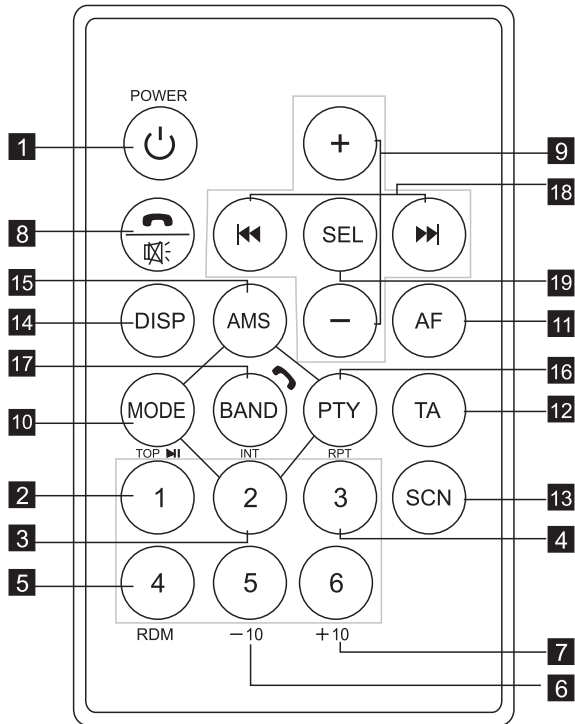 POWER
1
+
9
18
8
SEL
15
19
14
DISP
AMS
−
AF
11
17
16
10
MODE
BAND
PTY
TA
12
TOP ▶II
INT
RPT
2
1
2
3
SCN
13
3
4
5
4
5
6
RDM
−10
+10
7
6